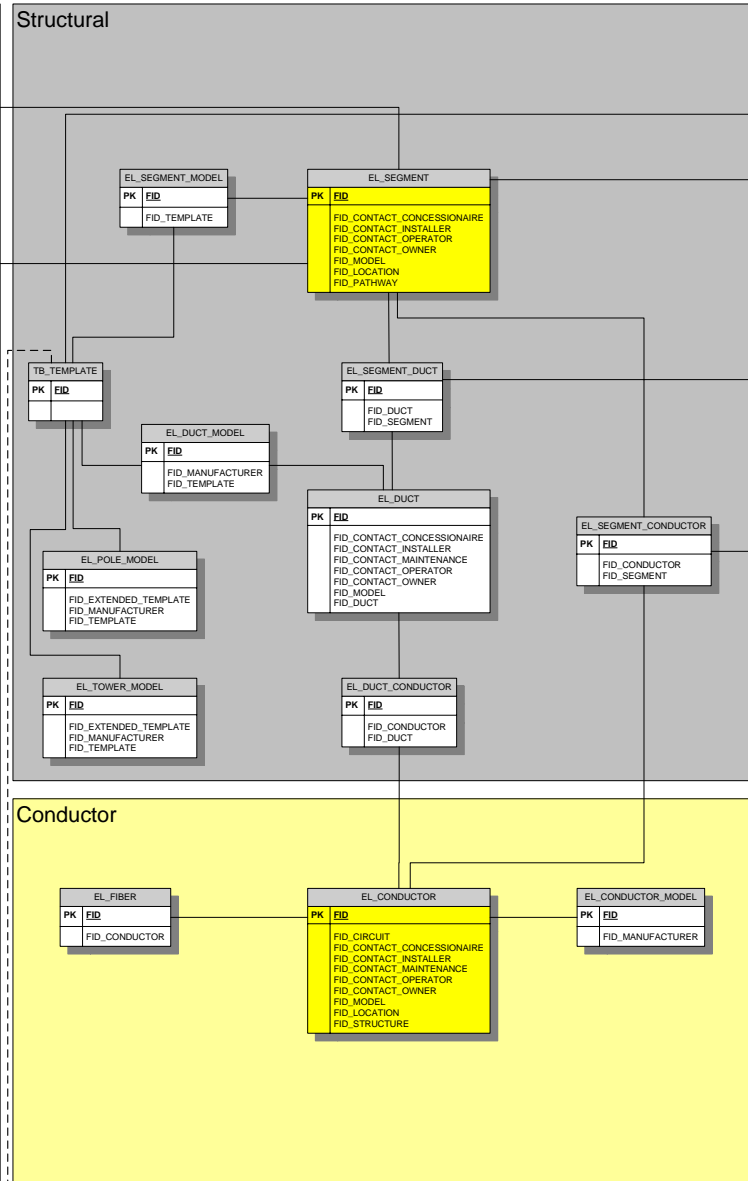 Structural
EL_SEGMENT_MODEL
PK FID
FID_TEMPLATE
EL_SEGMENT
PK FID
FID_CONTACT_CONCESSIONAIRE
FID_CONTACT_INSTALLER
FID_CONTACT_OPERATOR
FID_CONTACT_OWNER
FID_MODEL
FID_LOCATION
FID_PATHWAY
TB_TEMPLATE
PK FID
EL_SEGMENT_DUCT
PK FID
FID_DUCT
FID_SEGMENT
EL_DUCT_MODEL
PK FID
FID_MANUFACTURER
FID_TEMPLATE
EL_DUCT
PK FID
FID_CONTACT_CONCESSIONAIRE
FID_CONTACT_INSTALLER
FID_CONTACT_MAINTENANCE
FID_CONTACT_OPERATOR
FID_CONTACT_OWNER
FID_MODEL
FID_DUCT
EL_SEGMENT_CONDUCTOR
PK FID
FID_CONDUCTOR
FID_SEGMENT
EL_POLE_MODEL
PK FID
FID_EXTENDED_TEMPLATE
FID_MANUFACTURER
FID_TEMPLATE
EL_TOWER_MODEL
PK FID
FID_EXTENDED_TEMPLATE
FID_MANUFACTURER
FID_TEMPLATE
EL_DUCT_CONDUCTOR
PK FID
FID_CONDUCTOR
FID_DUCT
Conductor
EL_FIBER
PK FID
FID_CONDUCTOR
EL_CONDUCTOR
PK FID
FID_CIRCUIT
FID_CONTACT_CONCESSIONAIRE
FID_CONTACT_INSTALLER
FID_CONTACT_MAINTENANCE
FID_CONTACT_OPERATOR
FID_CONTACT_OWNER
FID_MODEL
FID_LOCATION
FID_STRUCTURE
EL_CONDUCTOR_MODEL
PK FID
FID_MANUFACTURER